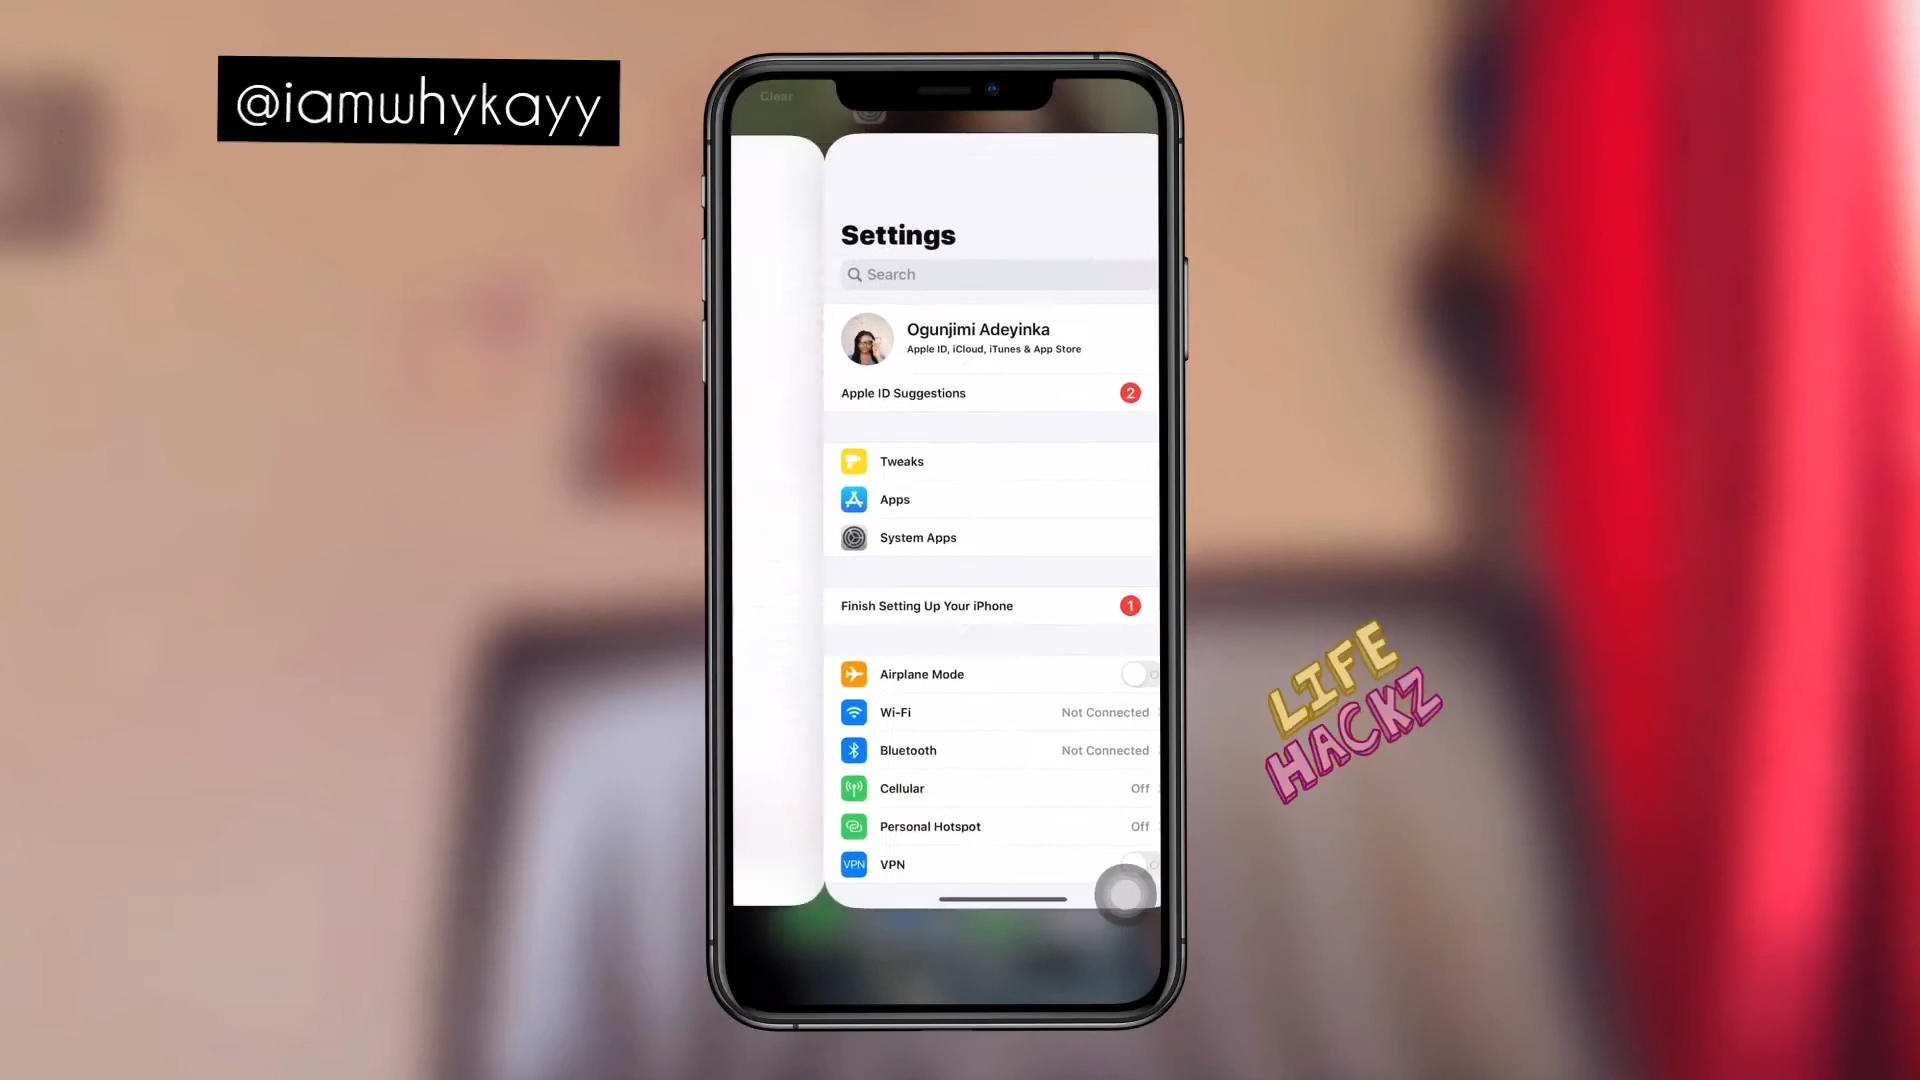 @iamwhykayy
Clear
Settings
Search
Ogunjimi Adeyinka
Apple ID, iCloud, iTunes & App Store
Apple ID Suggestions 2
Tweaks
Apps
System Apps
Finish Setting Up Your iPhone 1
Airplane Mode
Wi-Fi Not Connected
Bluetooth Not Connected
Cellular Off
Personal Hotspot Off
VPN VPN
LIFE
HACKZ